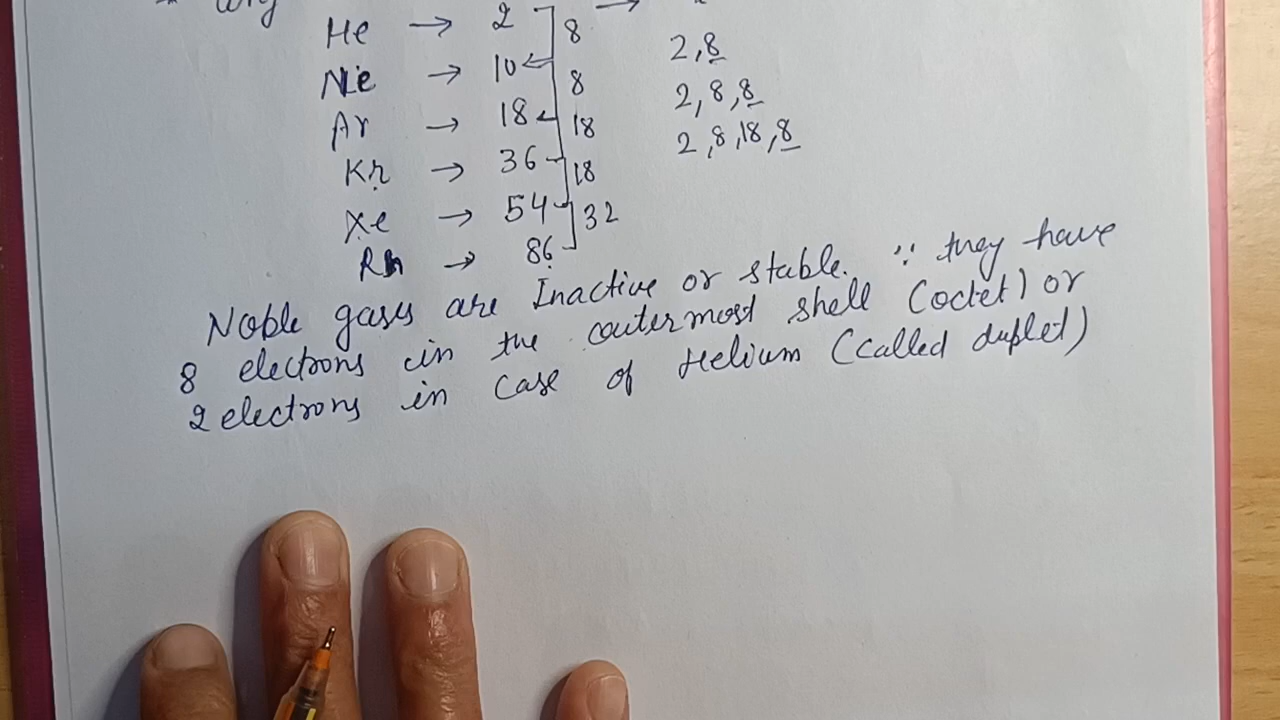 * Why
He → 2 →
8
2,8
Ne → 10
8
2,8,8
Ar → 18
18
2,8,18,8
Kr → 36
18
Xe → 54
32
Rn → 86
Noble gases are Inactive or stable. ∵ they have
8 electrons in the outermost shell (octet) or
2 electrons in case of Helium (called duplet)